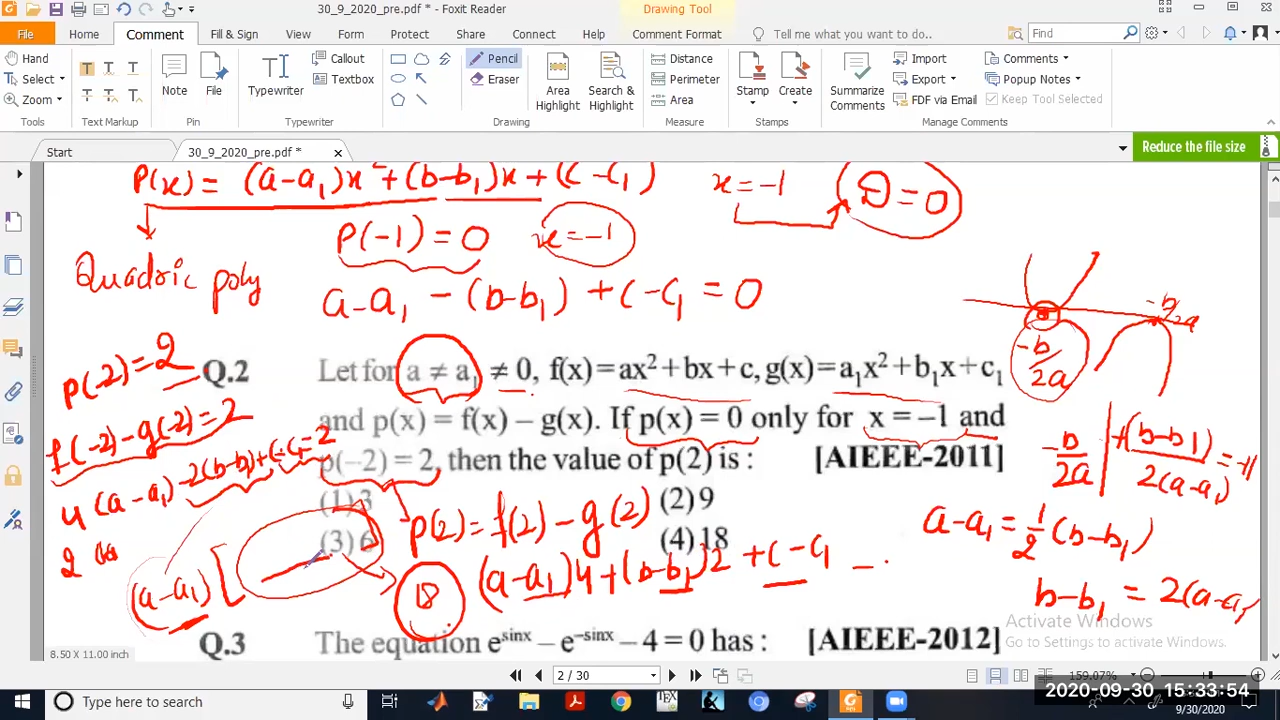 30_9_2020_pre.pdf * - Foxit Reader
Drawing Tool
File Home Comment Fill & Sign View Form Protect Share Connect Help Comment Format Tell me what you want to do... Find
Hand
Select
Zoom
Tools
Text Markup
Note
File
Pin
Typewriter
Callout
Textbox
Typewriter
Pencil
Eraser
Drawing
Area Highlight
Search & Highlight
Distance
Perimeter
Area
Measure
Stamp
Create
Stamps
Summarize Comments
Import
Export
FDF via Email
Comments
Popup Notes
Keep Tool Selected
Manage Comments
Start
30_9_2020_pre.pdf *
Reduce the file size
P(x) = (a-a₁)x²+(b-b₁)x+(c-c₁)
x=-1
D=0
P(-1)=0
x=-1
Quadric poly
a-a₁ -(b-b₁) +c-c₁ = 0
-b/2a
-b/2a
P(-2)=2
Q.2 Let for a ≠ a₁ ≠ 0, f(x)=ax²+bx+c, g(x)=a₁x²+b₁x+c₁
and p(x) = f(x) – g(x). If p(x) = 0 only for x = –1 and
p(–2) = 2, then the value of p(2) is : [AIEEE-2011]
(1) 3 (2) 9
(3) 6 (4) 18
f(-2)-g(-2)=2
4(a-a₁)-2(b-b₁)+c-c₁=2
(a-a₁)[
P(2)=f(2)-g(2)
(a-a₁)4+(b-b₁)2+c-c₁
18
-b/2a
+(b-b₁)/2(a-a₁)=-1
a-a₁=1/2(b-b₁)
b-b₁ = 2(a-a₁
Q.3 The equation e^sinx – e^–sinx – 4 = 0 has : [AIEEE-2012]
Activate Windows
Go to Settings to activate Windows.
8.50 x 11.00 inch
2 / 30
159.07%
Type here to search
2020-09-30 15:33:54
9/30/2020